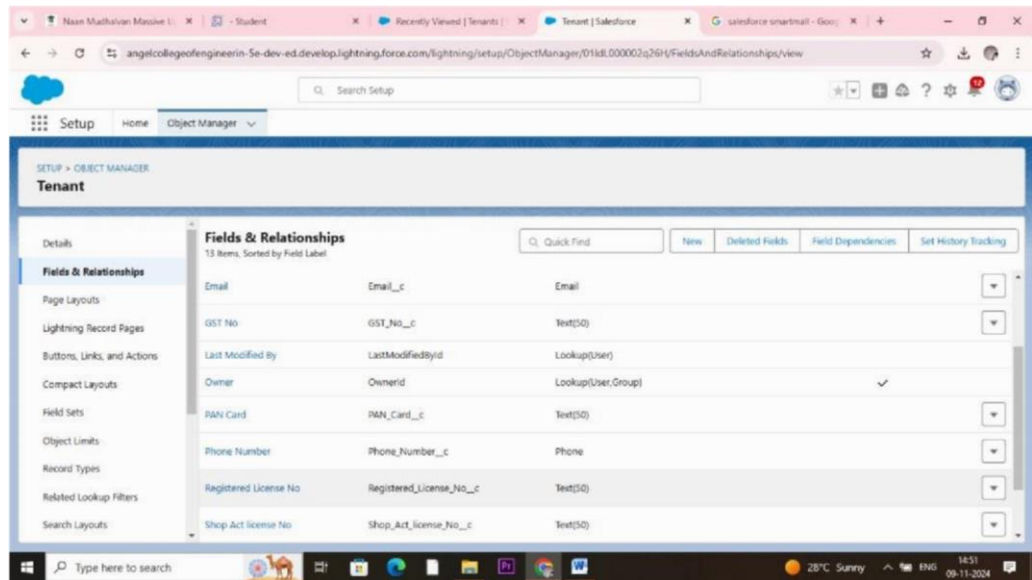 Naan Mudhalvan Massive
- Student
Recently Viewed | Tenants |
Tenant | Salesforce
salesforce smartmall - Goo
angelcollegeofengineerin-5e-dev-ed.develop.lightning.force.com/lightning/setup/ObjectManager/01IdL000002q26H/FieldsAndRelationships/view
Search Setup
12
Setup Home Object Manager
SETUP > OBJECT MANAGER
Tenant
Details
Fields & Relationships
Page Layouts
Lightning Record Pages
Buttons, Links, and Actions
Compact Layouts
Field Sets
Object Limits
Record Types
Related Lookup Filters
Search Layouts
Fields & Relationships
13 Items, Sorted by Field Label
Quick Find
New Deleted Fields Field Dependencies Set History Tracking
Email Email__c Email
GST No GST_No__c Text(50)
Last Modified By LastModifiedById Lookup(User)
Owner OwnerId Lookup(User,Group)
PAN Card PAN_Card__c Text(50)
Phone Number Phone_Number__c Phone
Registered License No Registered_License_No__c Text(50)
Shop Act license No Shop_Act_license_No__c Text(50)
Type here to search
Pr
W
28°C Sunny
ENG
14:51
09-11-2024